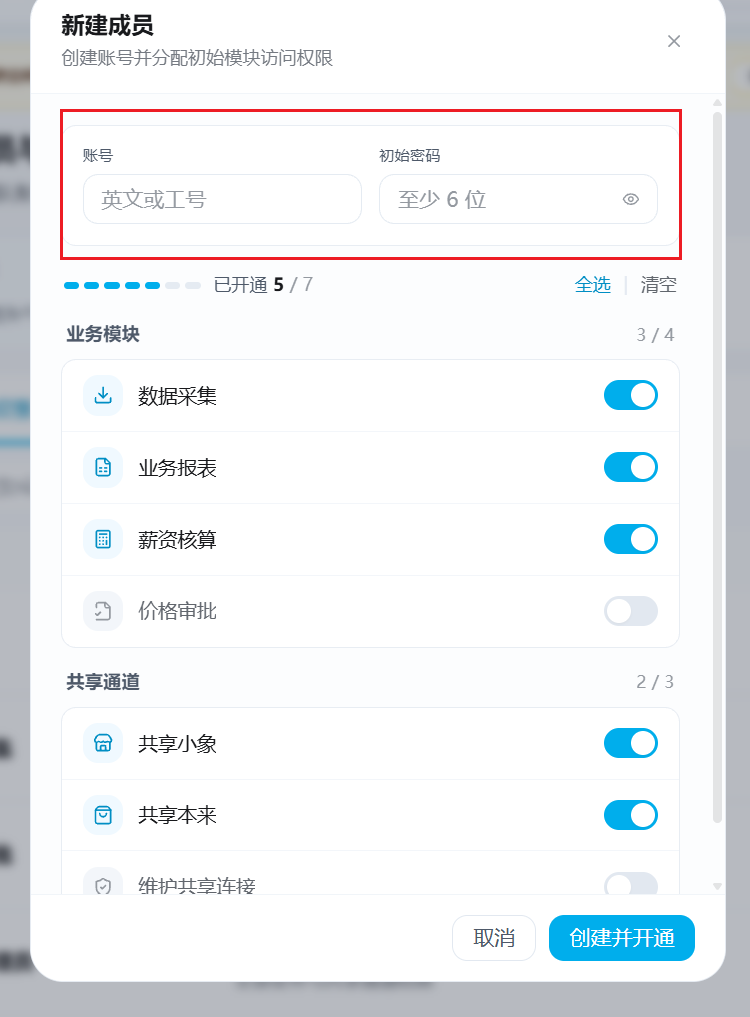 新建成员
创建账号并分配初始模块访问权限
账号
初始密码
英文或工号
至少 6 位
已开通 5 / 7
全选
清空
业务模块
3 / 4
数据采集
业务报表
薪资核算
价格审批
共享通道
2 / 3
共享小象
共享本来
维护共享连接
取消
创建并开通